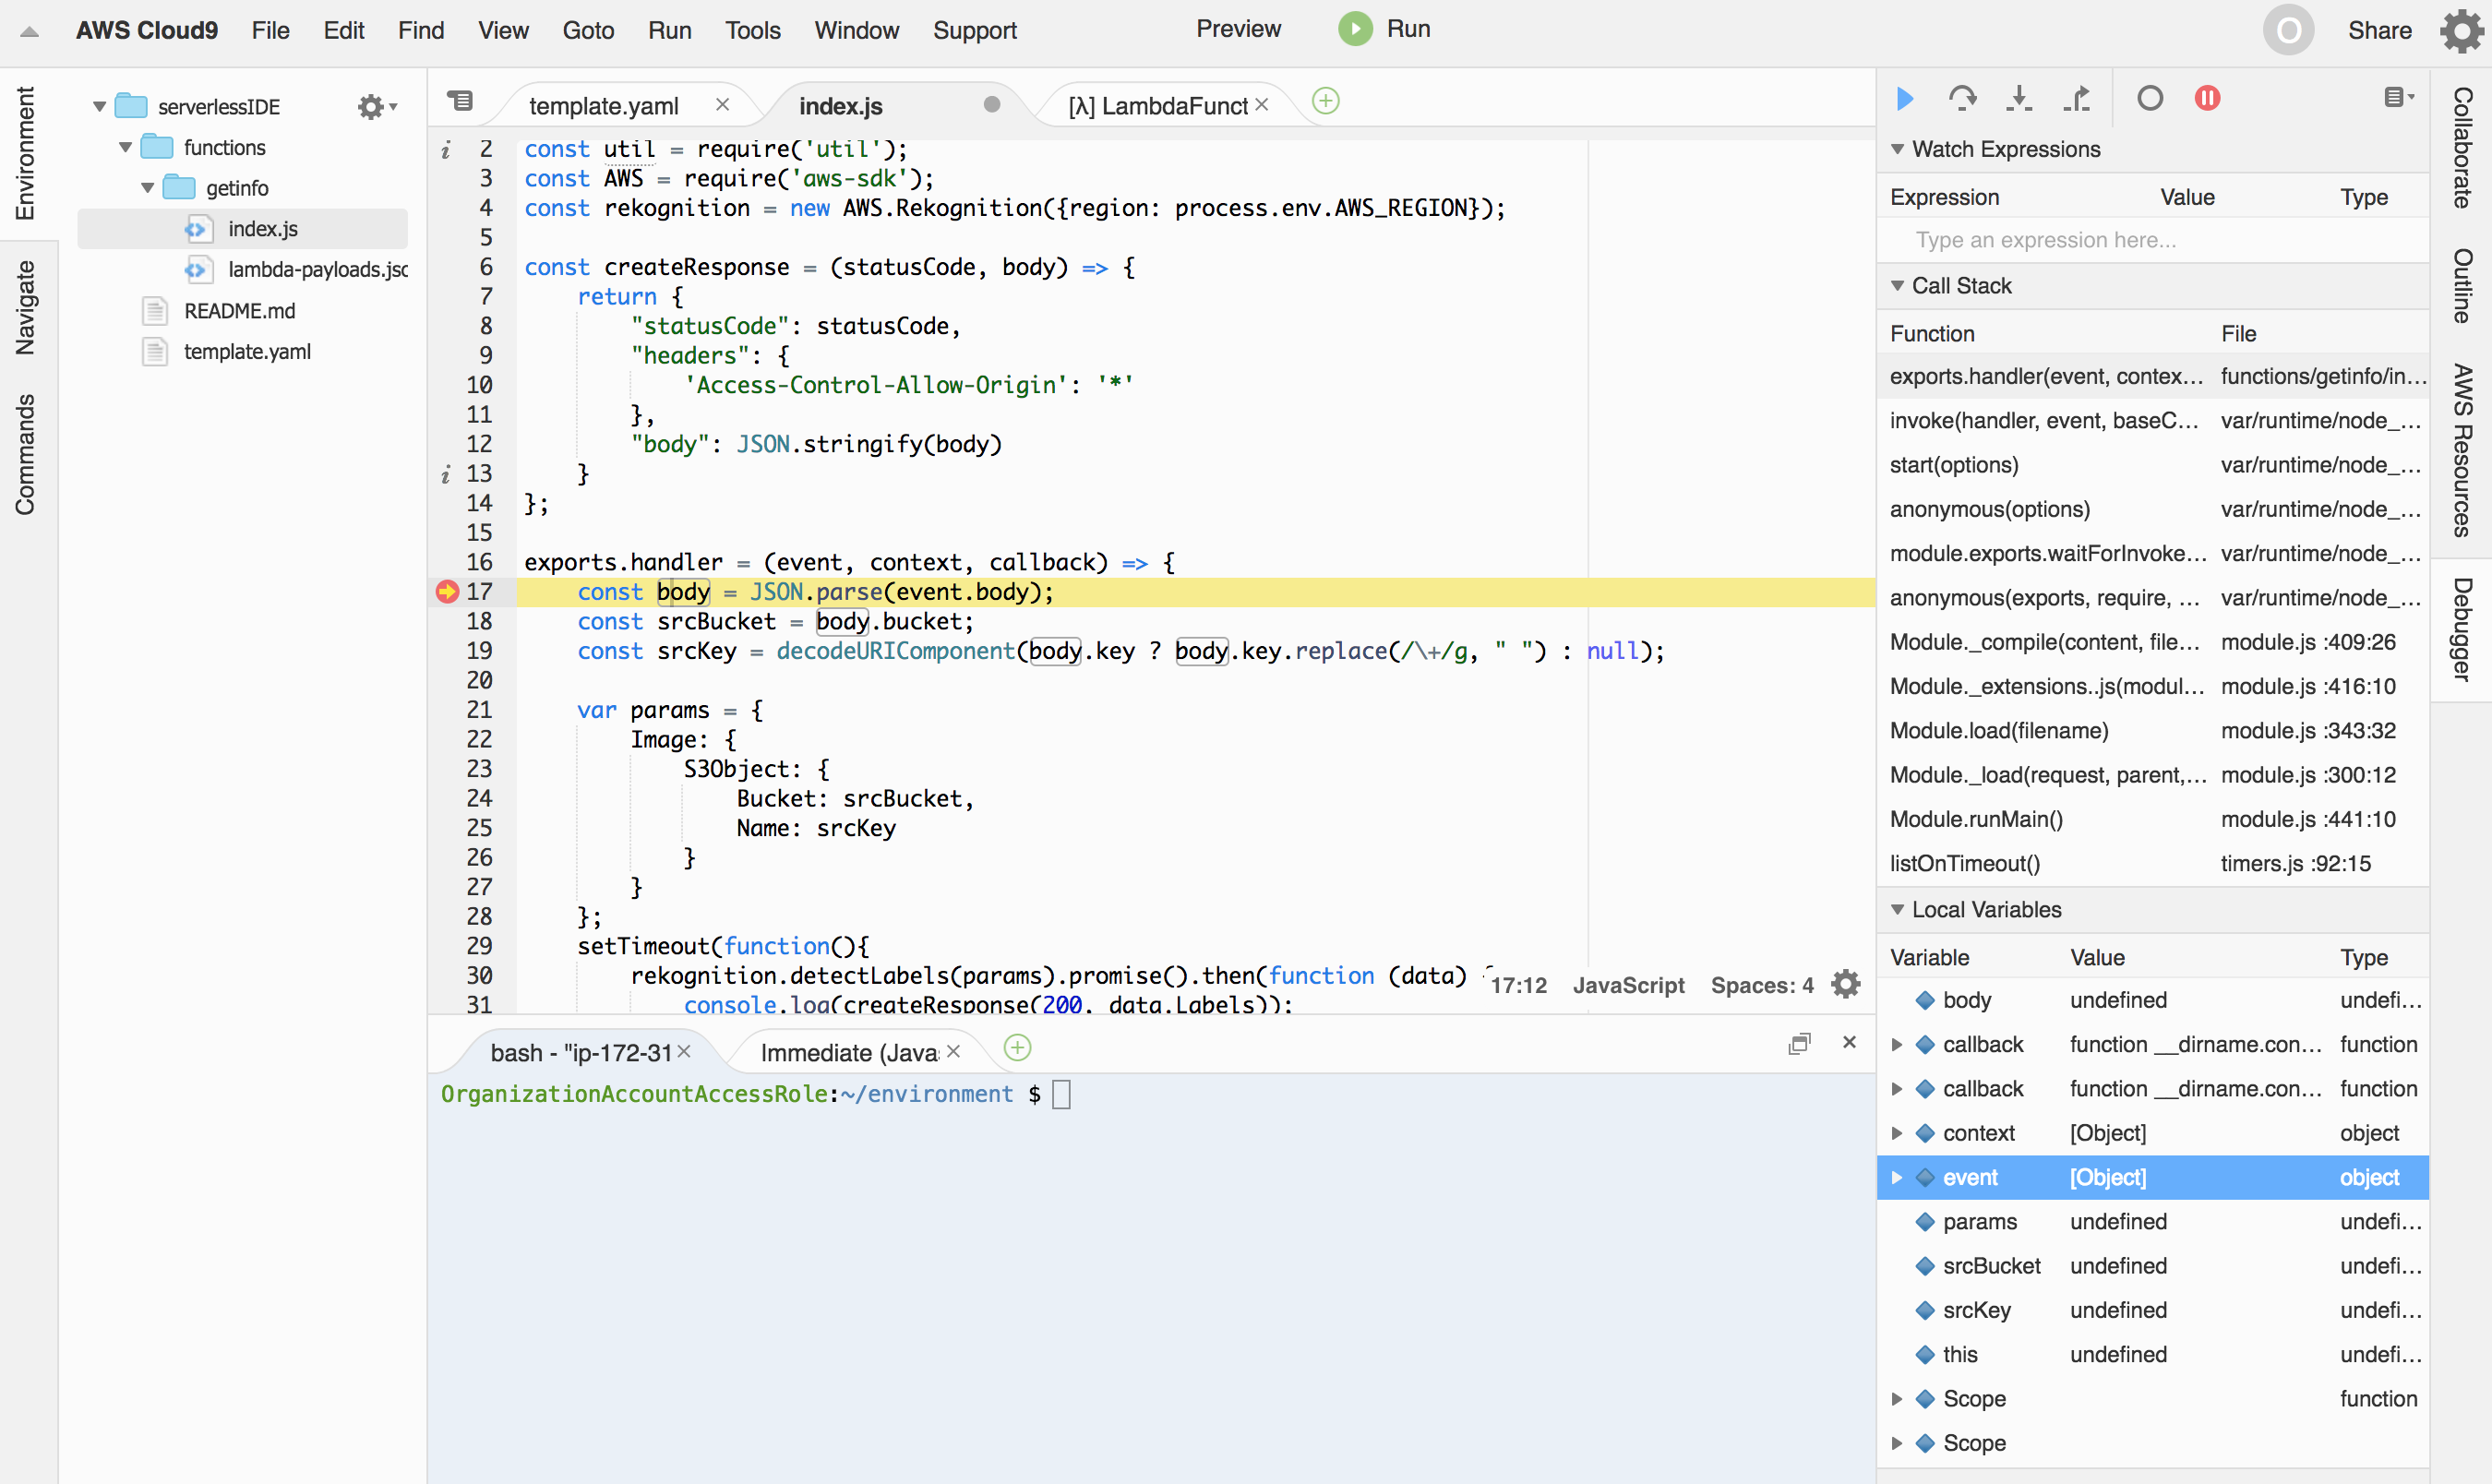 AWS Cloud9 File Edit Find View Goto Run Tools Window Support Preview Run O Share
Environment
Navigate
Commands
serverlessIDE
functions
getinfo
index.js
lambda-payloads.jsc
README.md
template.yaml
template.yaml index.js [λ] LambdaFunct
i 2 const util = require('util');
3 const AWS = require('aws-sdk');
4 const rekognition = new AWS.Rekognition({region: process.env.AWS_REGION});
5
6 const createResponse = (statusCode, body) => {
7 return {
8 "statusCode": statusCode,
9 "headers": {
10 'Access-Control-Allow-Origin': '*'
11 },
12 "body": JSON.stringify(body)
i 13 }
14 };
15
16 exports.handler = (event, context, callback) => {
17 const body = JSON.parse(event.body);
18 const srcBucket = body.bucket;
19 const srcKey = decodeURIComponent(body.key ? body.key.replace(/\+/g, " ") : null);
20
21 var params = {
22 Image: {
23 S3Object: {
24 Bucket: srcBucket,
25 Name: srcKey
26 }
27 }
28 };
29 setTimeout(function(){
30 rekognition.detectLabels(params).promise().then(function (data) {
31 console.log(createResponse(200, data.Labels));
17:12 JavaScript Spaces: 4
bash - "ip-172-31 Immediate (Java
OrganizationAccountAccessRole:~/environment $
Watch Expressions
Expression Value Type
Type an expression here...
Call Stack
Function File
exports.handler(event, contex... functions/getinfo/in...
invoke(handler, event, baseC... var/runtime/node_...
start(options) var/runtime/node_...
anonymous(options) var/runtime/node_...
module.exports.waitForInvoke... var/runtime/node_...
anonymous(exports, require, ... var/runtime/node_...
Module._compile(content, file... module.js :409:26
Module._extensions..js(modul... module.js :416:10
Module.load(filename) module.js :343:32
Module._load(request, parent,... module.js :300:12
Module.runMain() module.js :441:10
listOnTimeout() timers.js :92:15
Local Variables
Variable Value Type
body undefined undefi...
callback function __dirname.con... function
callback function __dirname.con... function
context [Object] object
event [Object] object
params undefined undefi...
srcBucket undefined undefi...
srcKey undefined undefi...
this undefined undefi...
Scope function
Scope
Collaborate
Outline
AWS Resources
Debugger